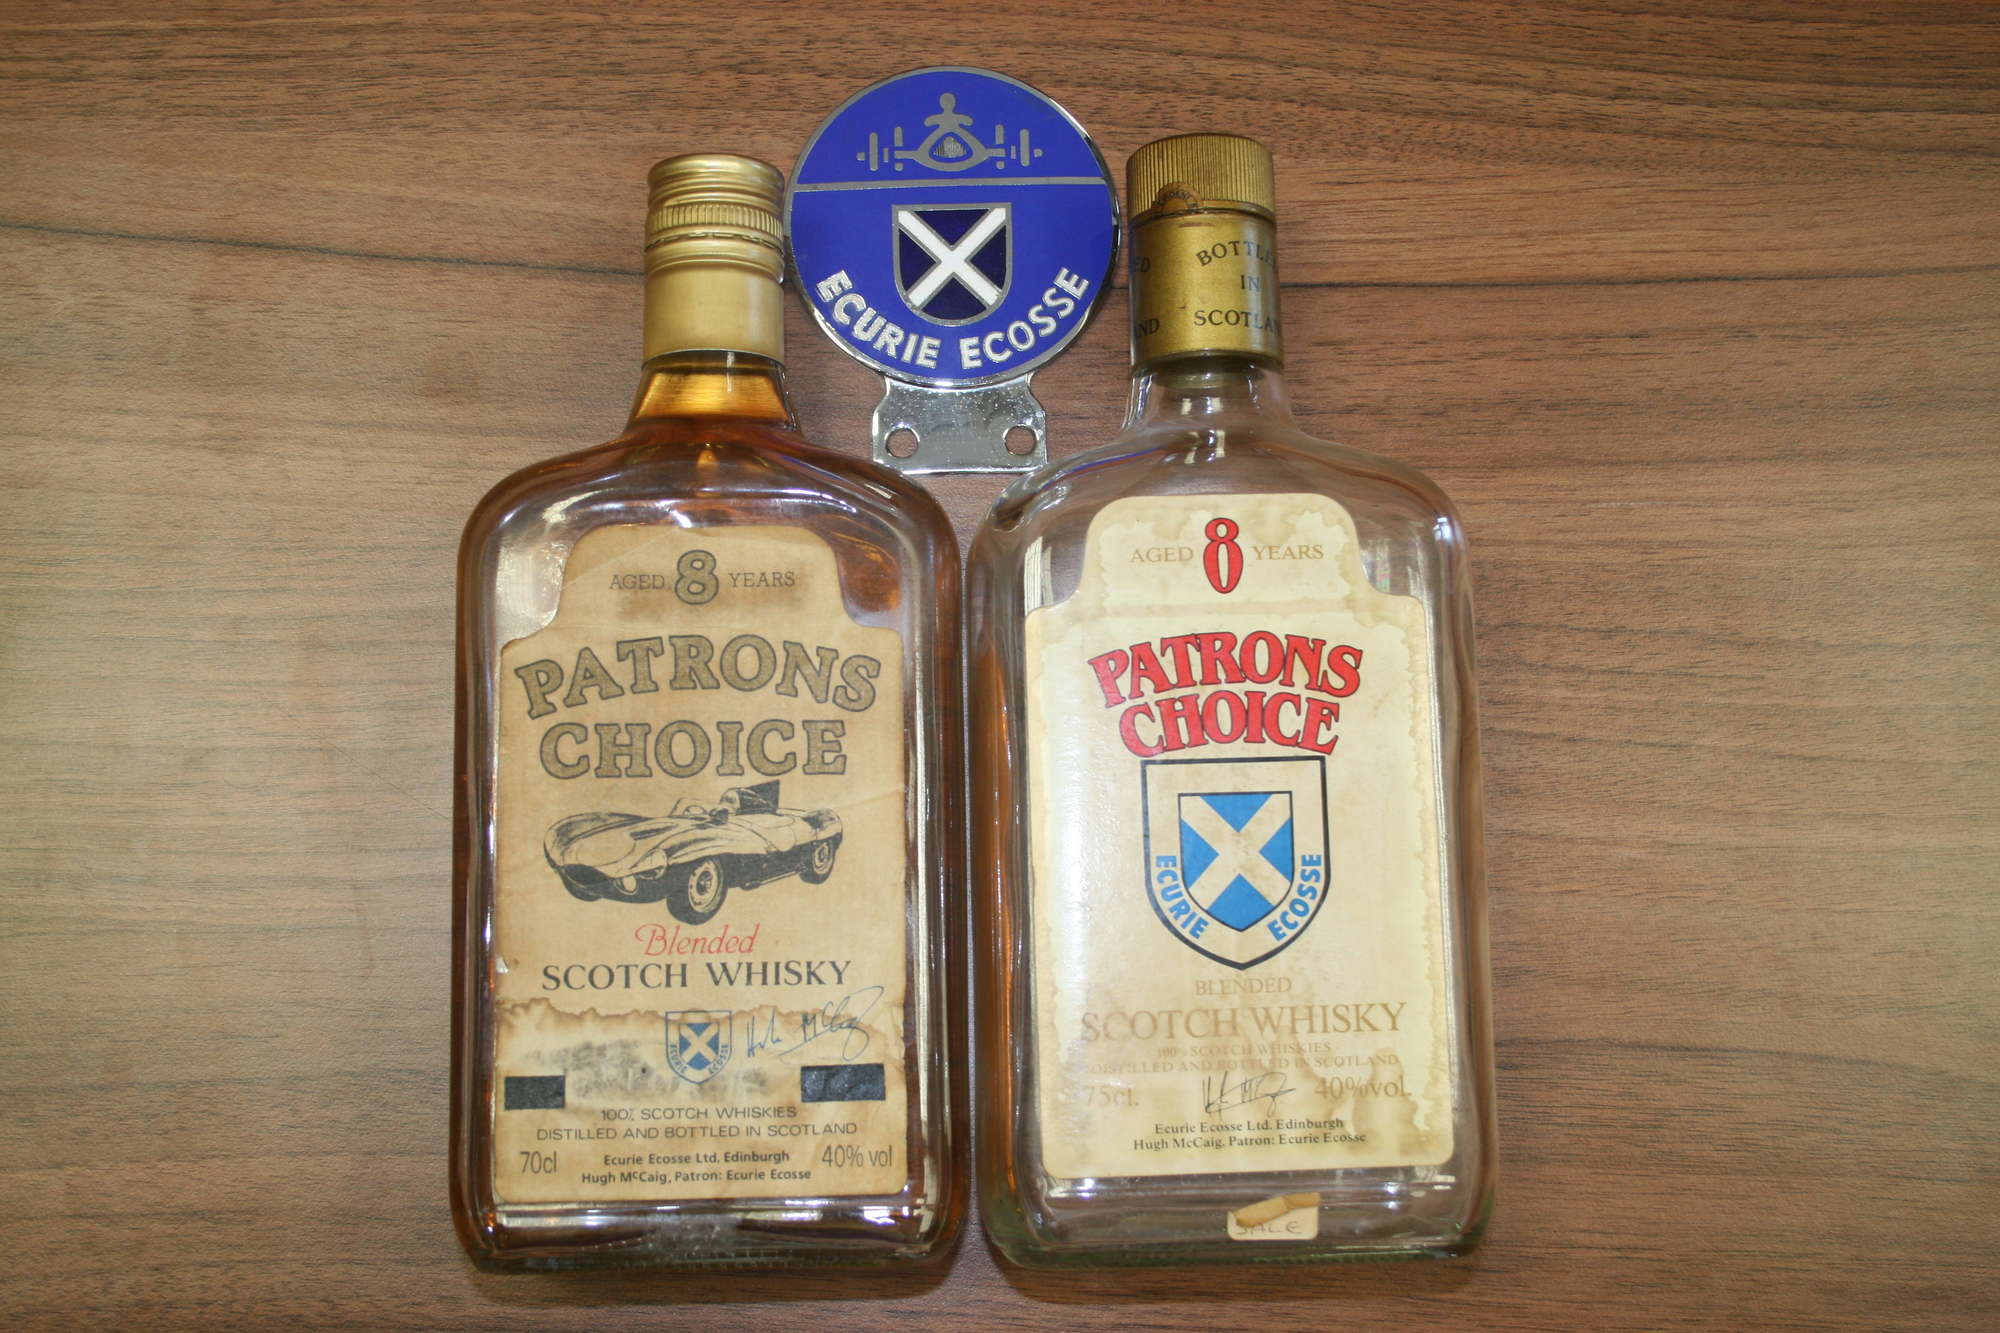 ECURIE ECOSSE
BOTTLED
IN
SCOTLAND
AGED 8 YEARS
PATRONS
CHOICE
Blended
SCOTCH WHISKY
ECURIE ECOSSE
100% SCOTCH WHISKIES
DISTILLED AND BOTTLED IN SCOTLAND
70cl 40% vol
Ecurie Ecosse Ltd. Edinburgh
Hugh McCaig, Patron: Ecurie Ecosse
AGED 8 YEARS
PATRONS
CHOICE
ECURIE ECOSSE
BLENDED
SCOTCH WHISKY
100% SCOTCH WHISKIES
DISTILLED AND BOTTLED IN SCOTLAND
75cl. 40%vol.
Ecurie Ecosse Ltd. Edinburgh
Hugh McCaig. Patron: Ecurie Ecosse
SALE